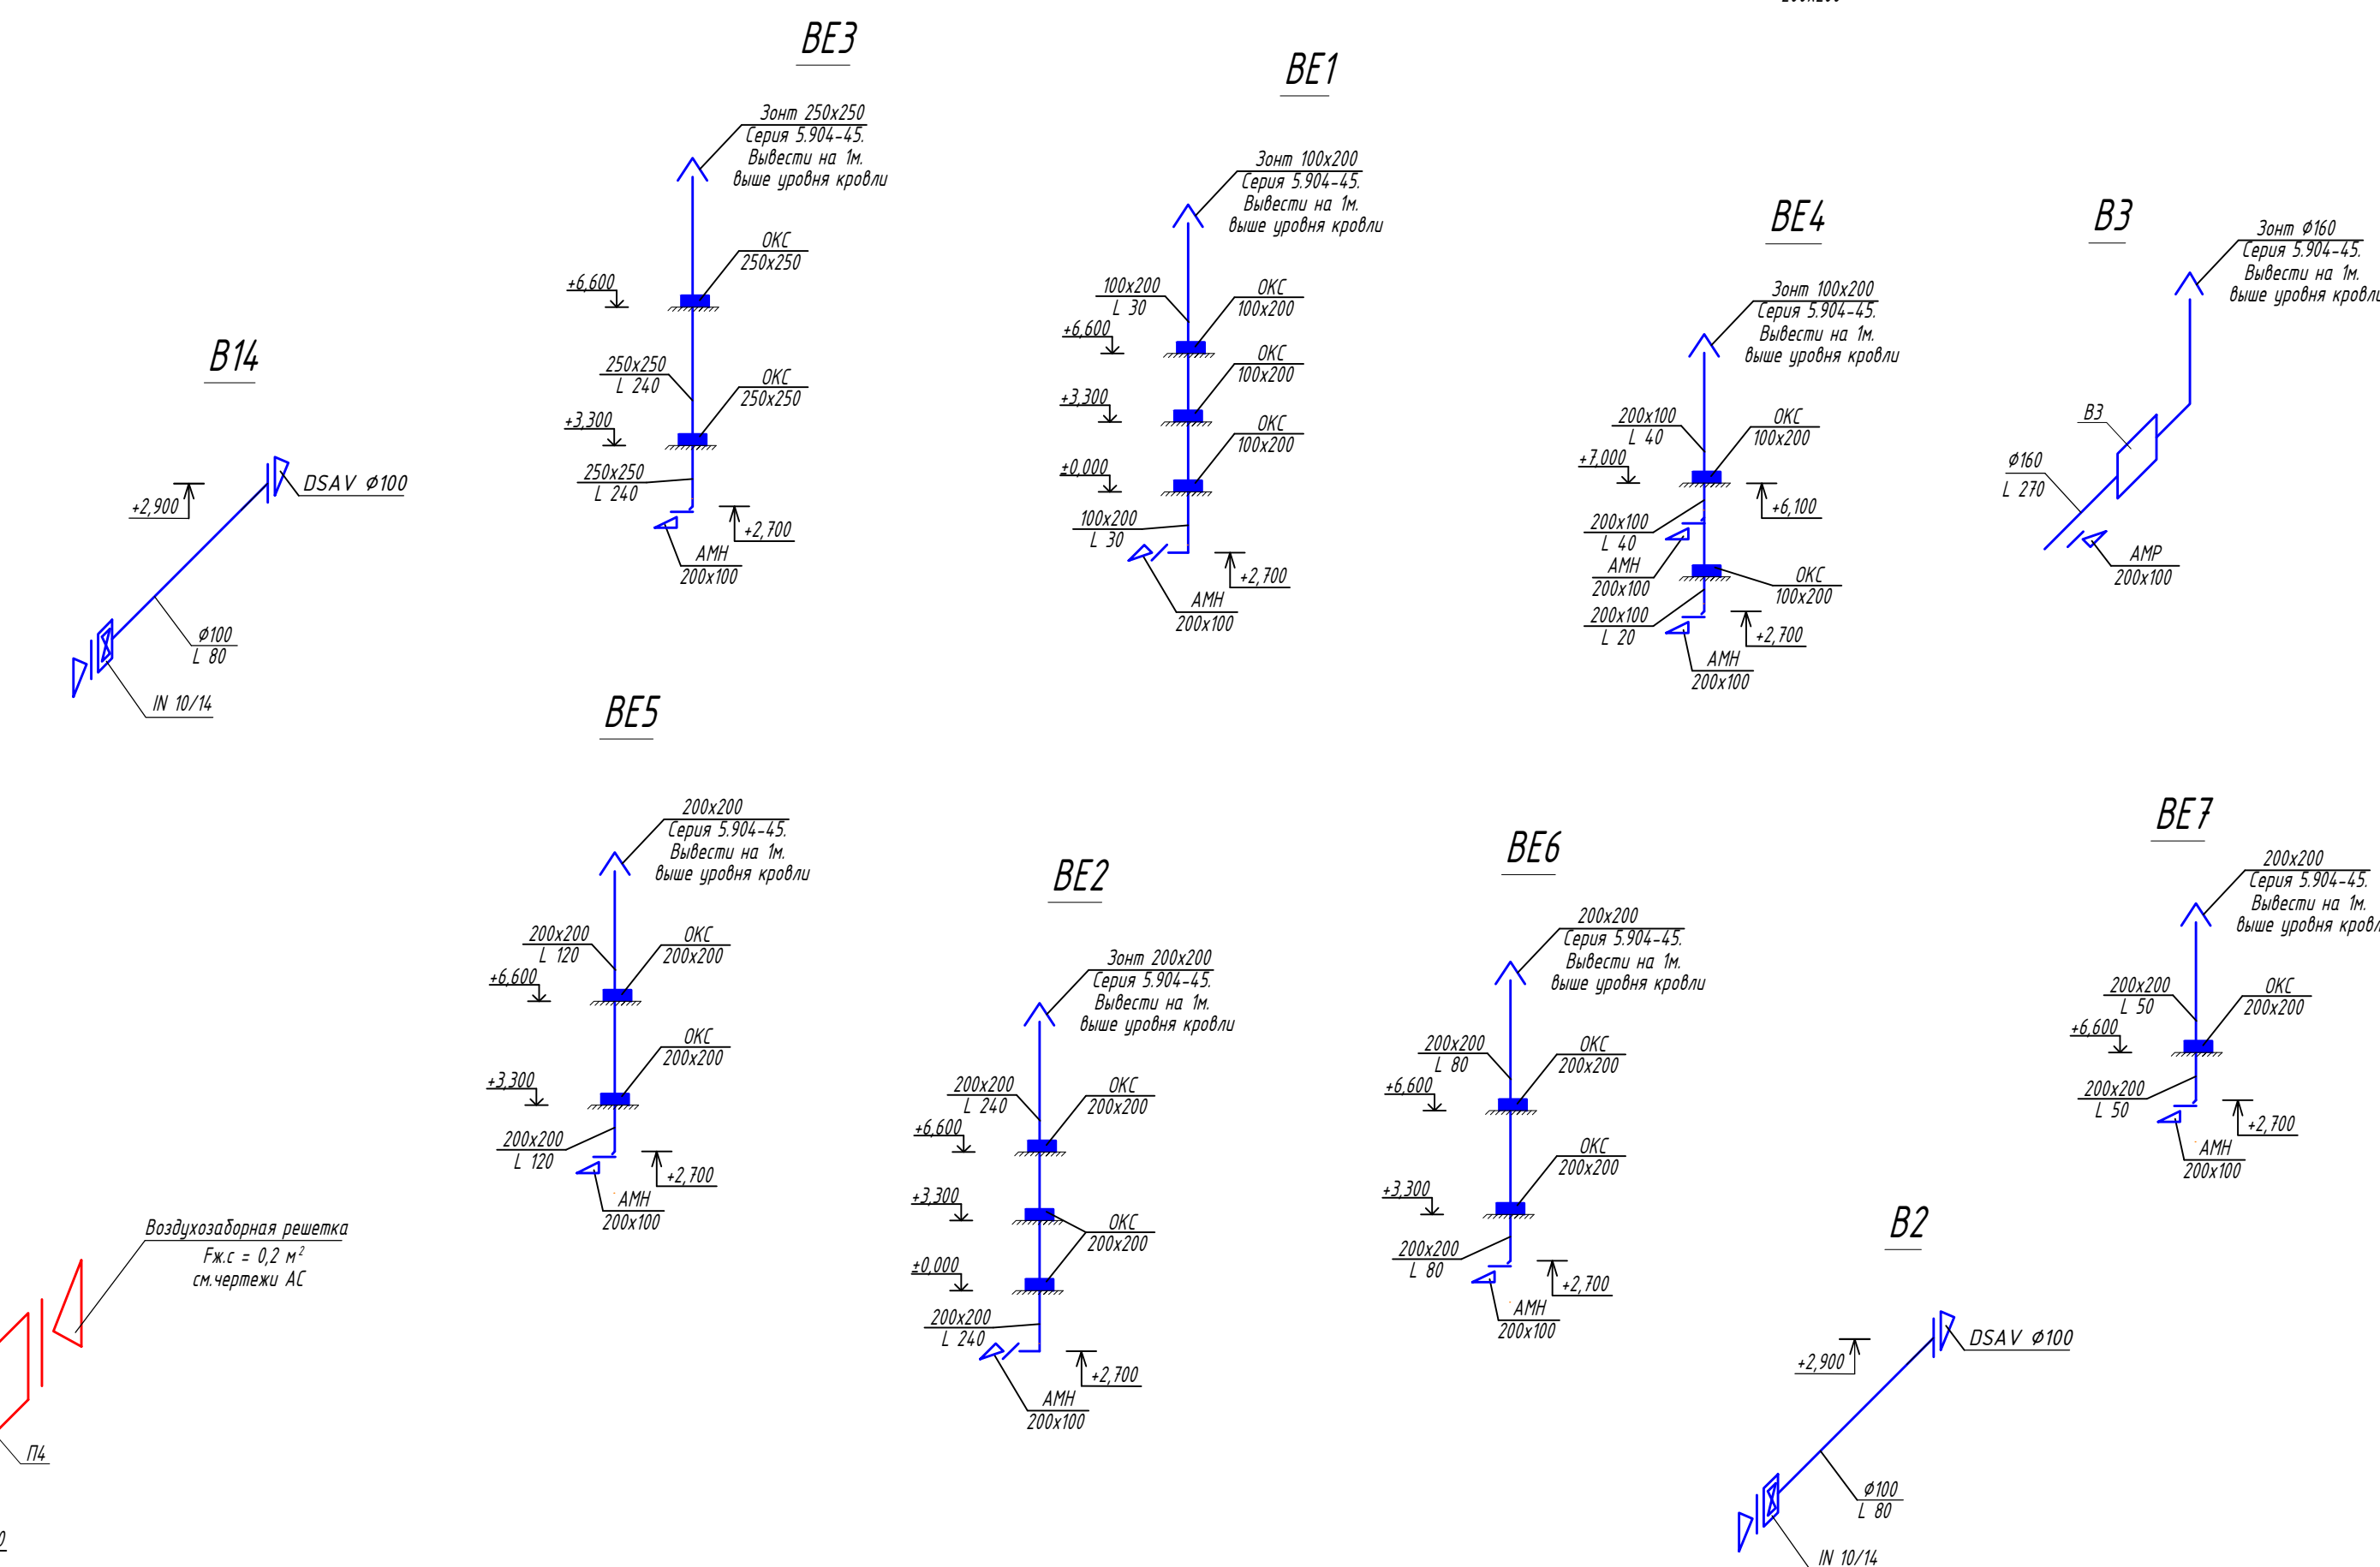 ВЕ3
Зонт 250х250
Серия 5.904-45.
Вывести на 1м.
выше уровня кровли
ОКС
250х250
+6,600
250х250
L 240
ОКС
250х250
+3,300
250х250
L 240
+2,700
АМН
200х100
ВЕ1
Зонт 100х200
Серия 5.904-45.
Вывести на 1м.
выше уровня кровли
100х200
L 30
ОКС
100х200
+6,600
ОКС
100х200
+3,300
ОКС
100х200
±0,000
100х200
L 30
+2,700
АМН
200х100
ВЕ4
Зонт 100х200
Серия 5.904-45.
Вывести на 1м.
выше уровня кровли
200х100
L 40
ОКС
100х200
+7,000
+6,100
200х100
L 40
АМН
200х100
ОКС
100х200
200х100
L 20
+2,700
АМН
200х100
В3
Зонт Ф160
Серия 5.904-45.
Вывести на 1м.
выше уровня кровли
В3
Ф160
L 270
АМР
200х100
В14
DSAV Ф100
+2,900
Ф100
L 80
IN 10/14
ВЕ5
200х200
Серия 5.904-45.
Вывести на 1м.
выше уровня кровли
200х200
L 120
ОКС
200х200
+6,600
ОКС
200х200
+3,300
200х200
L 120
+2,700
АМН
200х100
ВЕ2
Зонт 200х200
Серия 5.904-45.
Вывести на 1м.
выше уровня кровли
200х200
L 240
ОКС
200х200
+6,600
+3,300
ОКС
200х200
±0,000
200х200
L 240
+2,700
АМН
200х100
ВЕ6
200х200
Серия 5.904-45.
Вывести на 1м.
выше уровня кровли
200х200
L 80
ОКС
200х200
+6,600
ОКС
200х200
+3,300
200х200
L 80
+2,700
АМН
200х100
ВЕ7
200х200
Серия 5.904-45.
Вывести на 1м.
выше уровня кровли
200х200
L 50
ОКС
200х200
+6,600
200х200
L 50
+2,700
АМН
200х100
Воздухозаборная решетка
Fж.с = 0,2 м²
см.чертежи АС
П4
В2
DSAV Ф100
+2,900
Ф100
L 80
IN 10/14